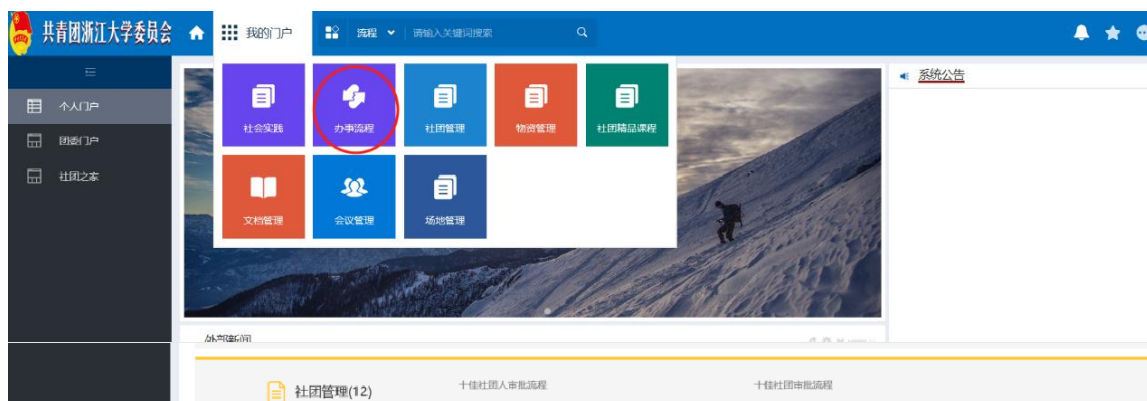 共青团浙江大学委员会
我的门户
流程
请输入关键词搜索
系统公告
个人门户
团委门户
社团之家
社会实践
办事流程
社团管理
物资管理
社团精品课程
文档管理
会议管理
场地管理
外部新闻
社团管理(12)
十佳社团人审批流程
十佳社团审批流程